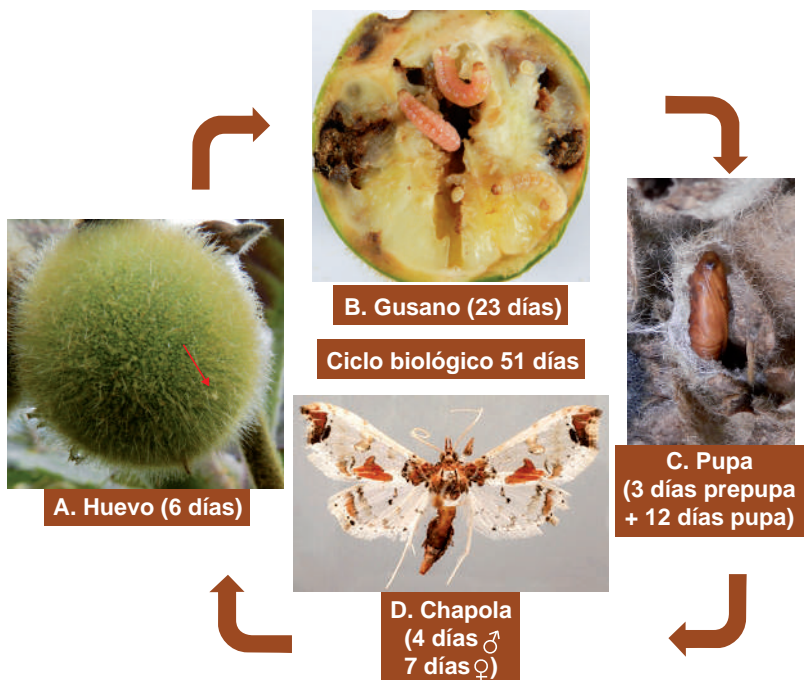 B. Gusano (23 días)
Ciclo biológico 51 días
A. Huevo (6 días)
C. Pupa
(3 días prepupa
+ 12 días pupa)
D. Chapola
(4 días ♂
7 días ♀)